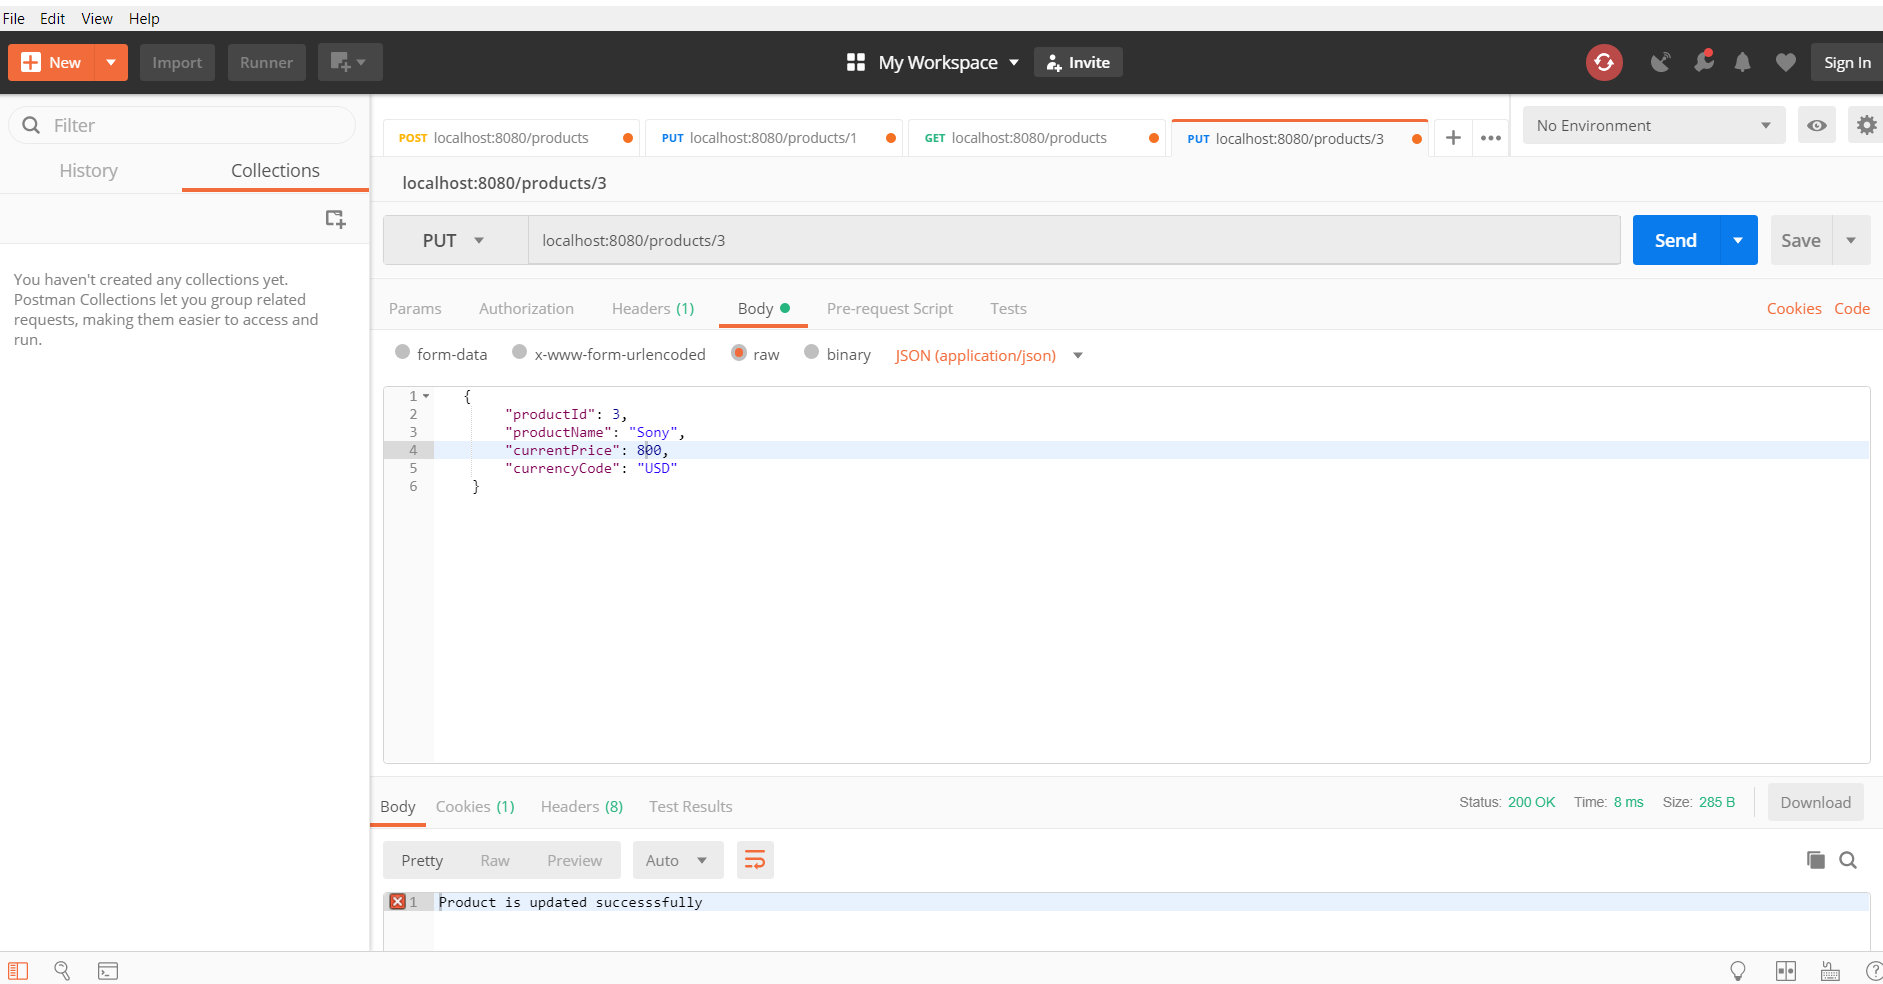 File Edit View Help
New Import Runner My Workspace Invite Sign In
Filter
History Collections
You haven't created any collections yet.
Postman Collections let you group related
requests, making them easier to access and
run.
POST localhost:8080/products PUT localhost:8080/products/1 GET localhost:8080/products PUT localhost:8080/products/3 No Environment
localhost:8080/products/3
PUT localhost:8080/products/3 Send Save
Params Authorization Headers (1) Body Pre-request Script Tests Cookies Code
form-data x-www-form-urlencoded raw binary JSON (application/json)
1 {
2 "productId": 3,
3 "productName": "Sony",
4 "currentPrice": 800,
5 "currencyCode": "USD"
6 }
Body Cookies (1) Headers (8) Test Results Status: 200 OK Time: 8 ms Size: 285 B Download
Pretty Raw Preview Auto
1 Product is updated successsfully